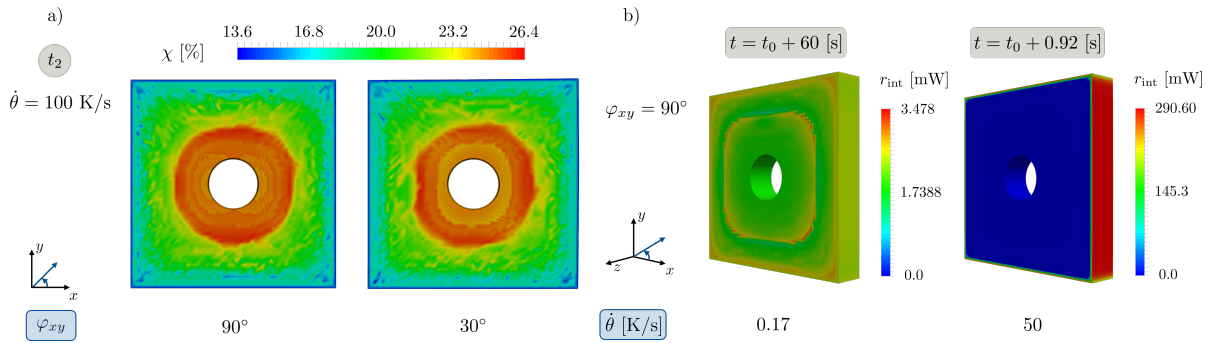 a)
t₂
θ̇ = 100 K/s
χ [%]
13.6 16.8 20.0 23.2 26.4
y
x
φxy
90° 30°
b)
t = t₀ + 60 [s]
t = t₀ + 0.92 [s]
φxy = 90°
rint [mW]
3.478
1.7388
0.0
rint [mW]
290.60
145.3
0.0
y
z
x
θ̇ [K/s]
0.17 50